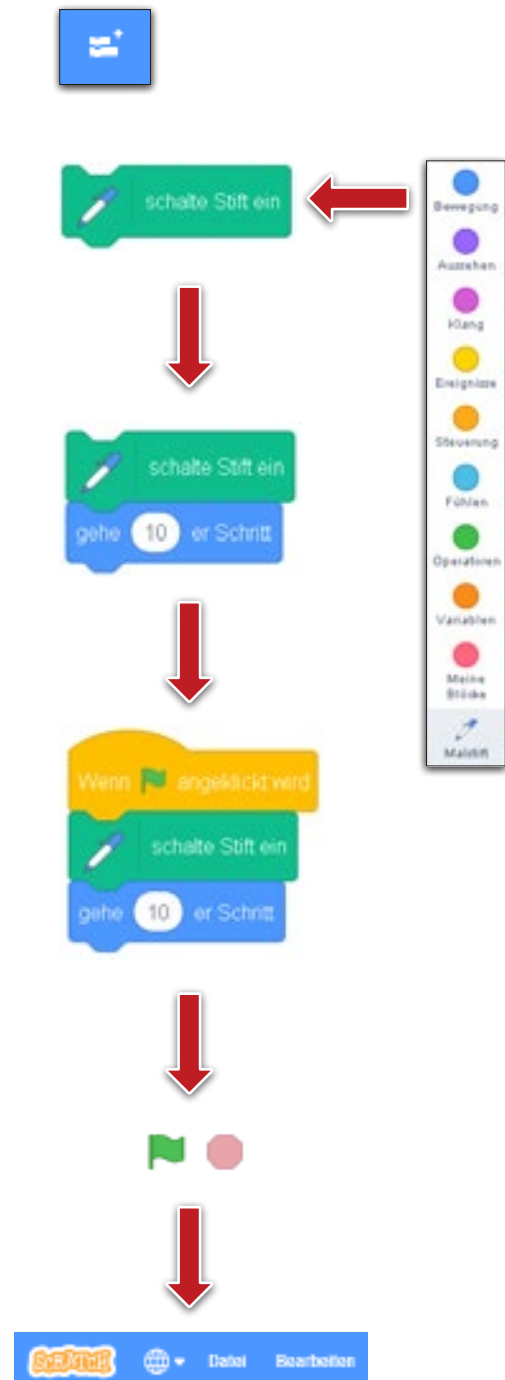 schalte Stift ein
Bewegung
Aussehen
Klang
Ereignisse
Steuerung
Fühlen
Operatoren
Variablen
Meine
Blöcke
Malstift
schalte Stift ein
gehe 10 er Schritt
Wenn angeklickt wird
schalte Stift ein
gehe 10 er Schritt
SCRATCH Datei Bearbeiten